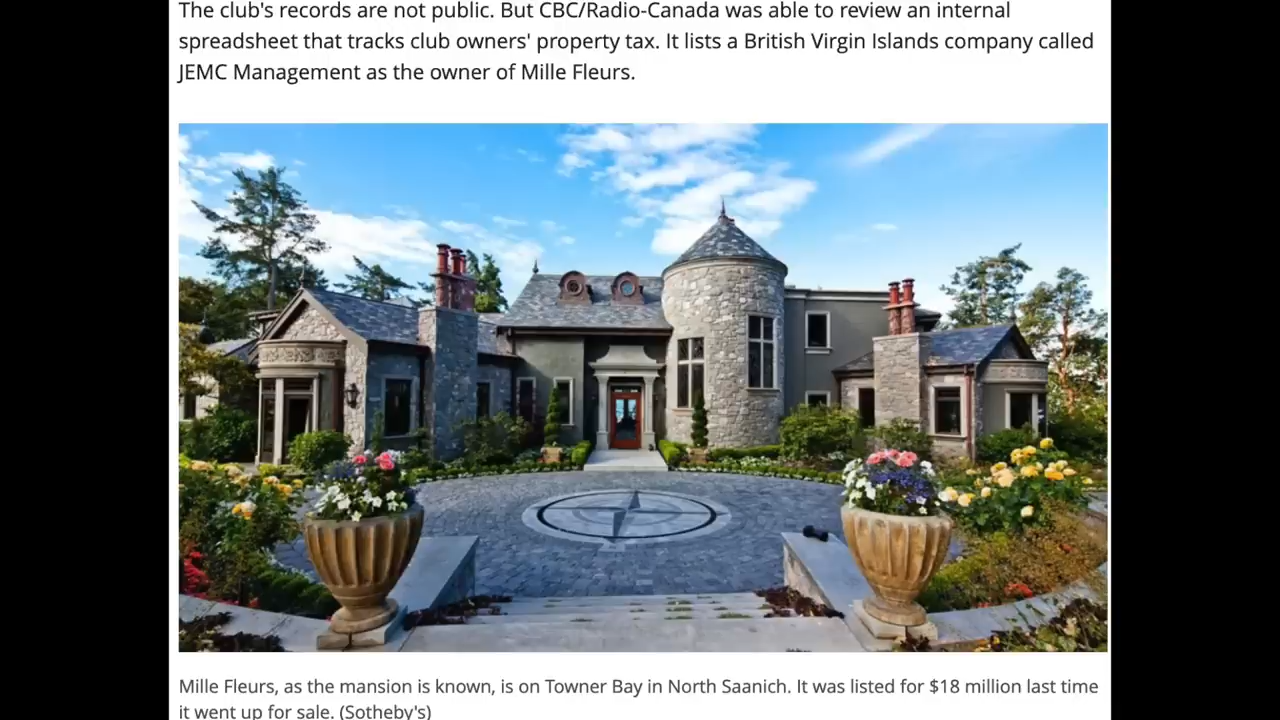 The club's records are not public. But CBC/Radio-Canada was able to review an internal
spreadsheet that tracks club owners' property tax. It lists a British Virgin Islands company called
JEMC Management as the owner of Mille Fleurs.
Mille Fleurs, as the mansion is known, is on Towner Bay in North Saanich. It was listed for $18 million last time
it went up for sale. (Sotheby's)